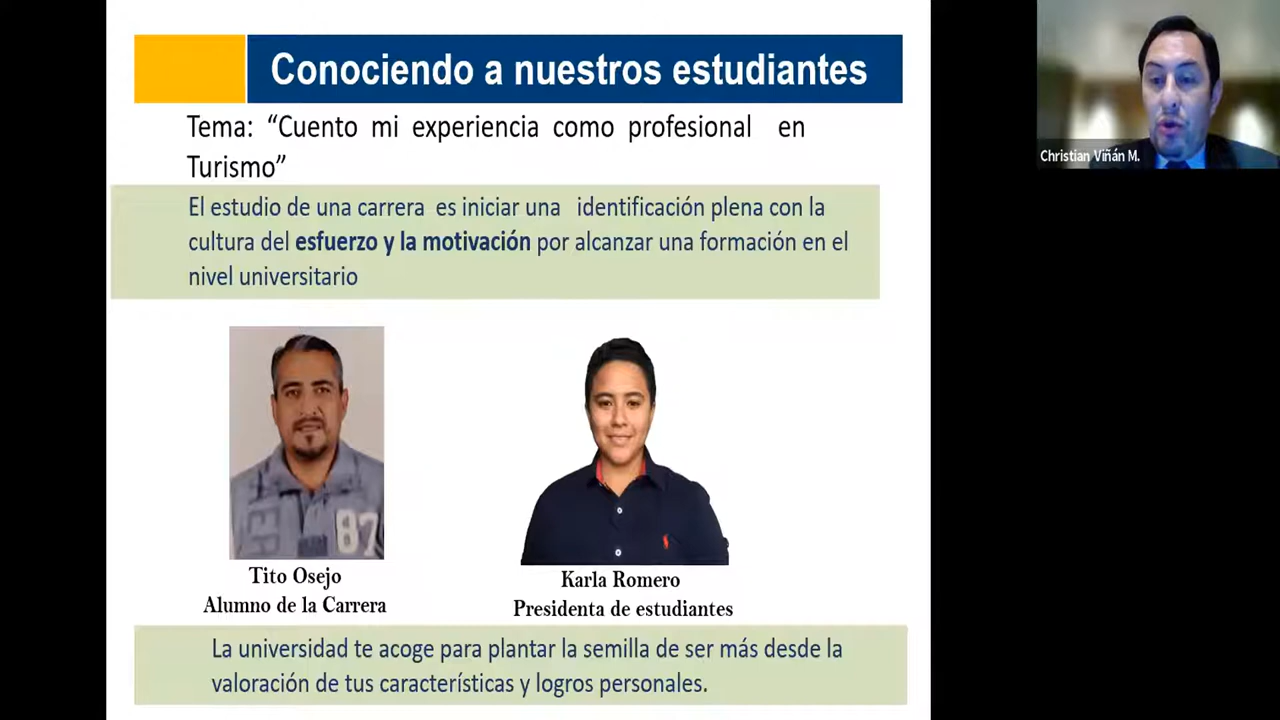 Conociendo a nuestros estudiantes
Tema: “Cuento mi experiencia como profesional en
Turismo”
El estudio de una carrera es iniciar una identificación plena con la
cultura del esfuerzo y la motivación por alcanzar una formación en el
nivel universitario
87
Tito Osejo
Alumno de la Carrera
Karla Romero
Presidenta de estudiantes
La universidad te acoge para plantar la semilla de ser más desde la
valoración de tus características y logros personales.
Christian Viñán M.